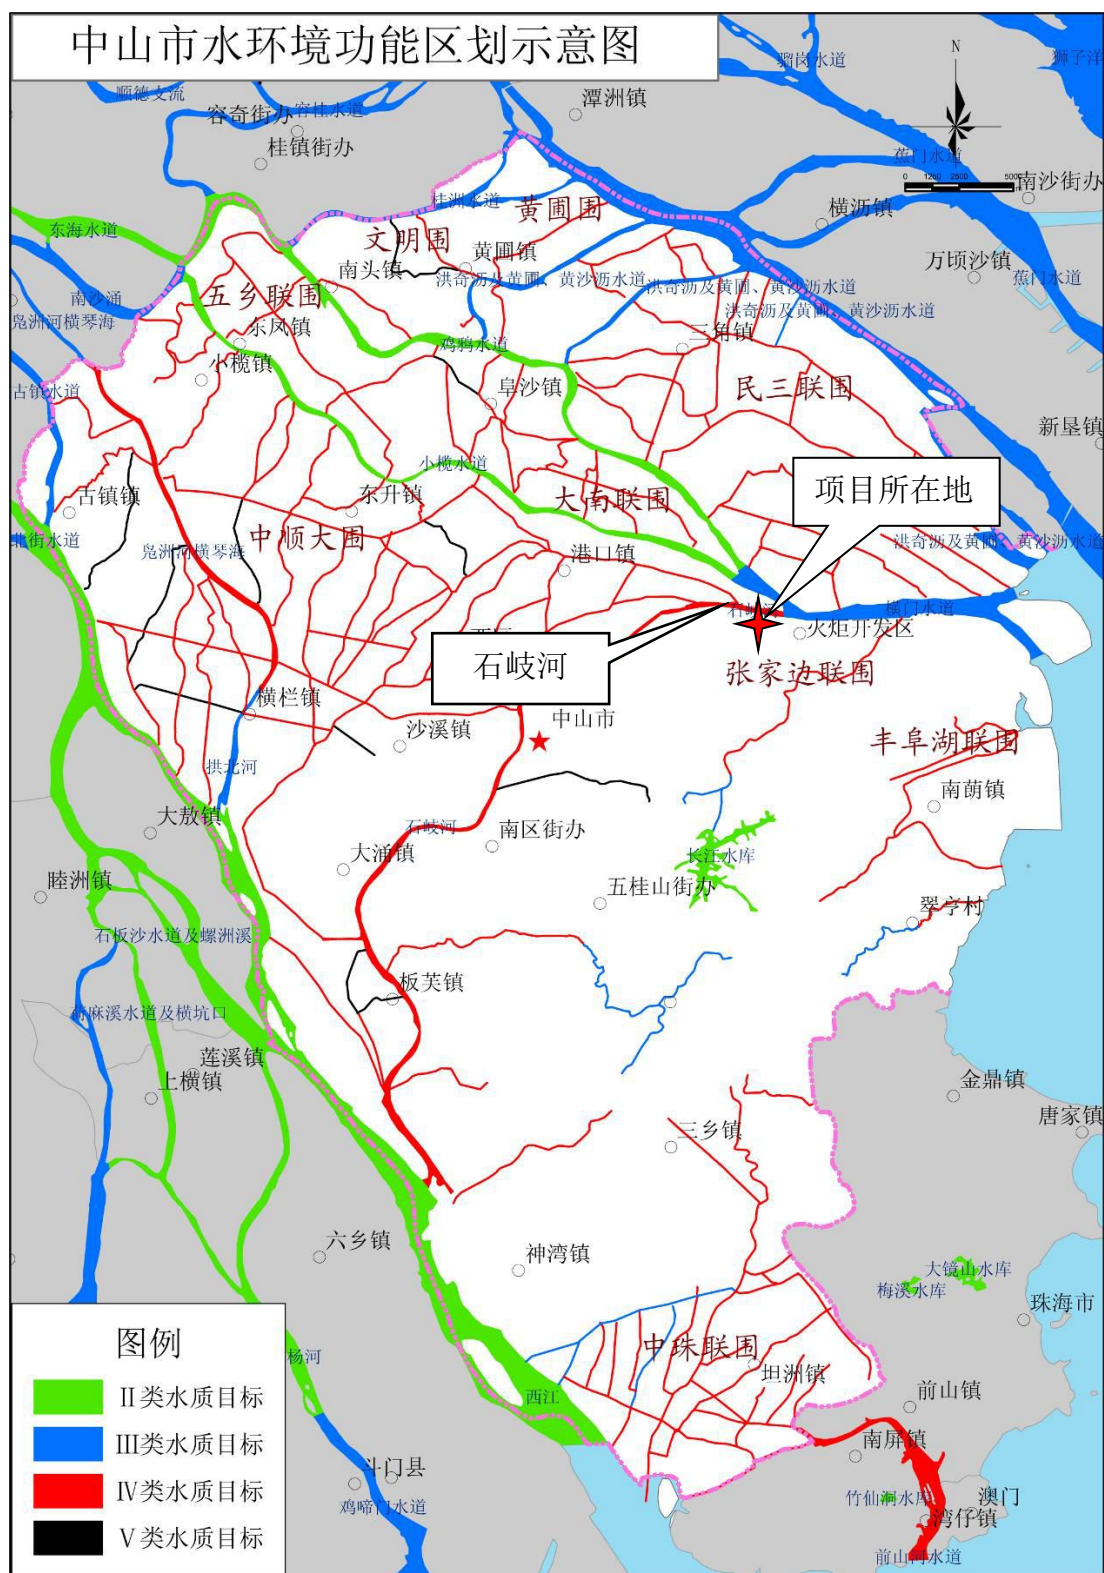 中山市水环境功能区划示意图
N
狮子洋
骝岗水道
顺德支流
潭洲镇
容奇街办
容桂水道
桂镇街办
蕉门水道
0 1250 2500 5000
南沙街办
桂洲水道
黄圃围
横沥镇
东海水道
文明围
黄圃镇
万顷沙镇
南头镇
洪奇沥及黄圃、黄沙沥水道
洪奇沥及黄圃、黄沙沥水道
蕉门水道
南沙涌
五乡联围
洪奇沥及黄圃、黄沙沥水道
凫洲河横琴海
东凤镇
鸡鸦水道
三角镇
小榄镇
古镇水道
阜沙镇
民三联围
新垦镇
小榄水道
项目所在地
古镇镇
东升镇
大南联围
北街水道
中顺大围
凫洲河横琴海
港口镇
洪奇沥及黄圃、黄沙沥水道
石岐河
横门水道
火炬开发区
石岐河
张家边联围
横栏镇
中山市
沙溪镇
丰阜湖联围
拱北河
南蓢镇
大敖镇
石岐河
南区街办
大涌镇
长江水库
睦洲镇
五桂山街办
翠亨村
石板沙水道及螺洲溪
板芙镇
荷麻溪水道及横坑口
莲溪镇
上横镇
金鼎镇
唐家镇
三乡镇
六乡镇
神湾镇
大镜山水库
梅溪水库
珠海市
图例
中珠联围
杨河
坦洲镇
Ⅱ类水质目标
西江
前山镇
Ⅲ类水质目标
南屏镇
斗门县
Ⅳ类水质目标
竹仙洞水库
澳门
鸡啼门水道
湾仔镇
Ⅴ类水质目标
前山河水道